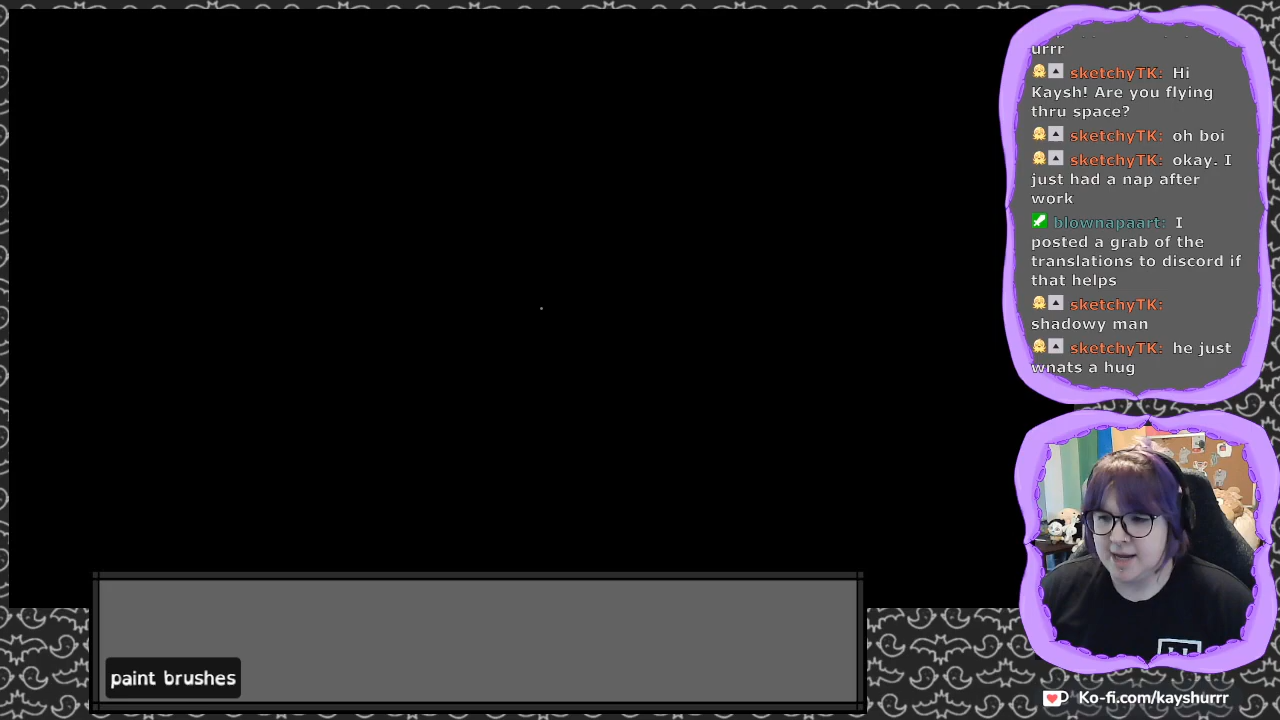 urrr
sketchyTK: Hi
Kaysh! Are you flying
thru space?
sketchyTK: oh boi
sketchyTK: okay. I
just had a nap after
work
blownapaart: I
posted a grab of the
translations to discord if
that helps
sketchyTK:
shadowy man
sketchyTK: he just
wnats a hug
paint brushes
Ko-fi.com/kayshurrr